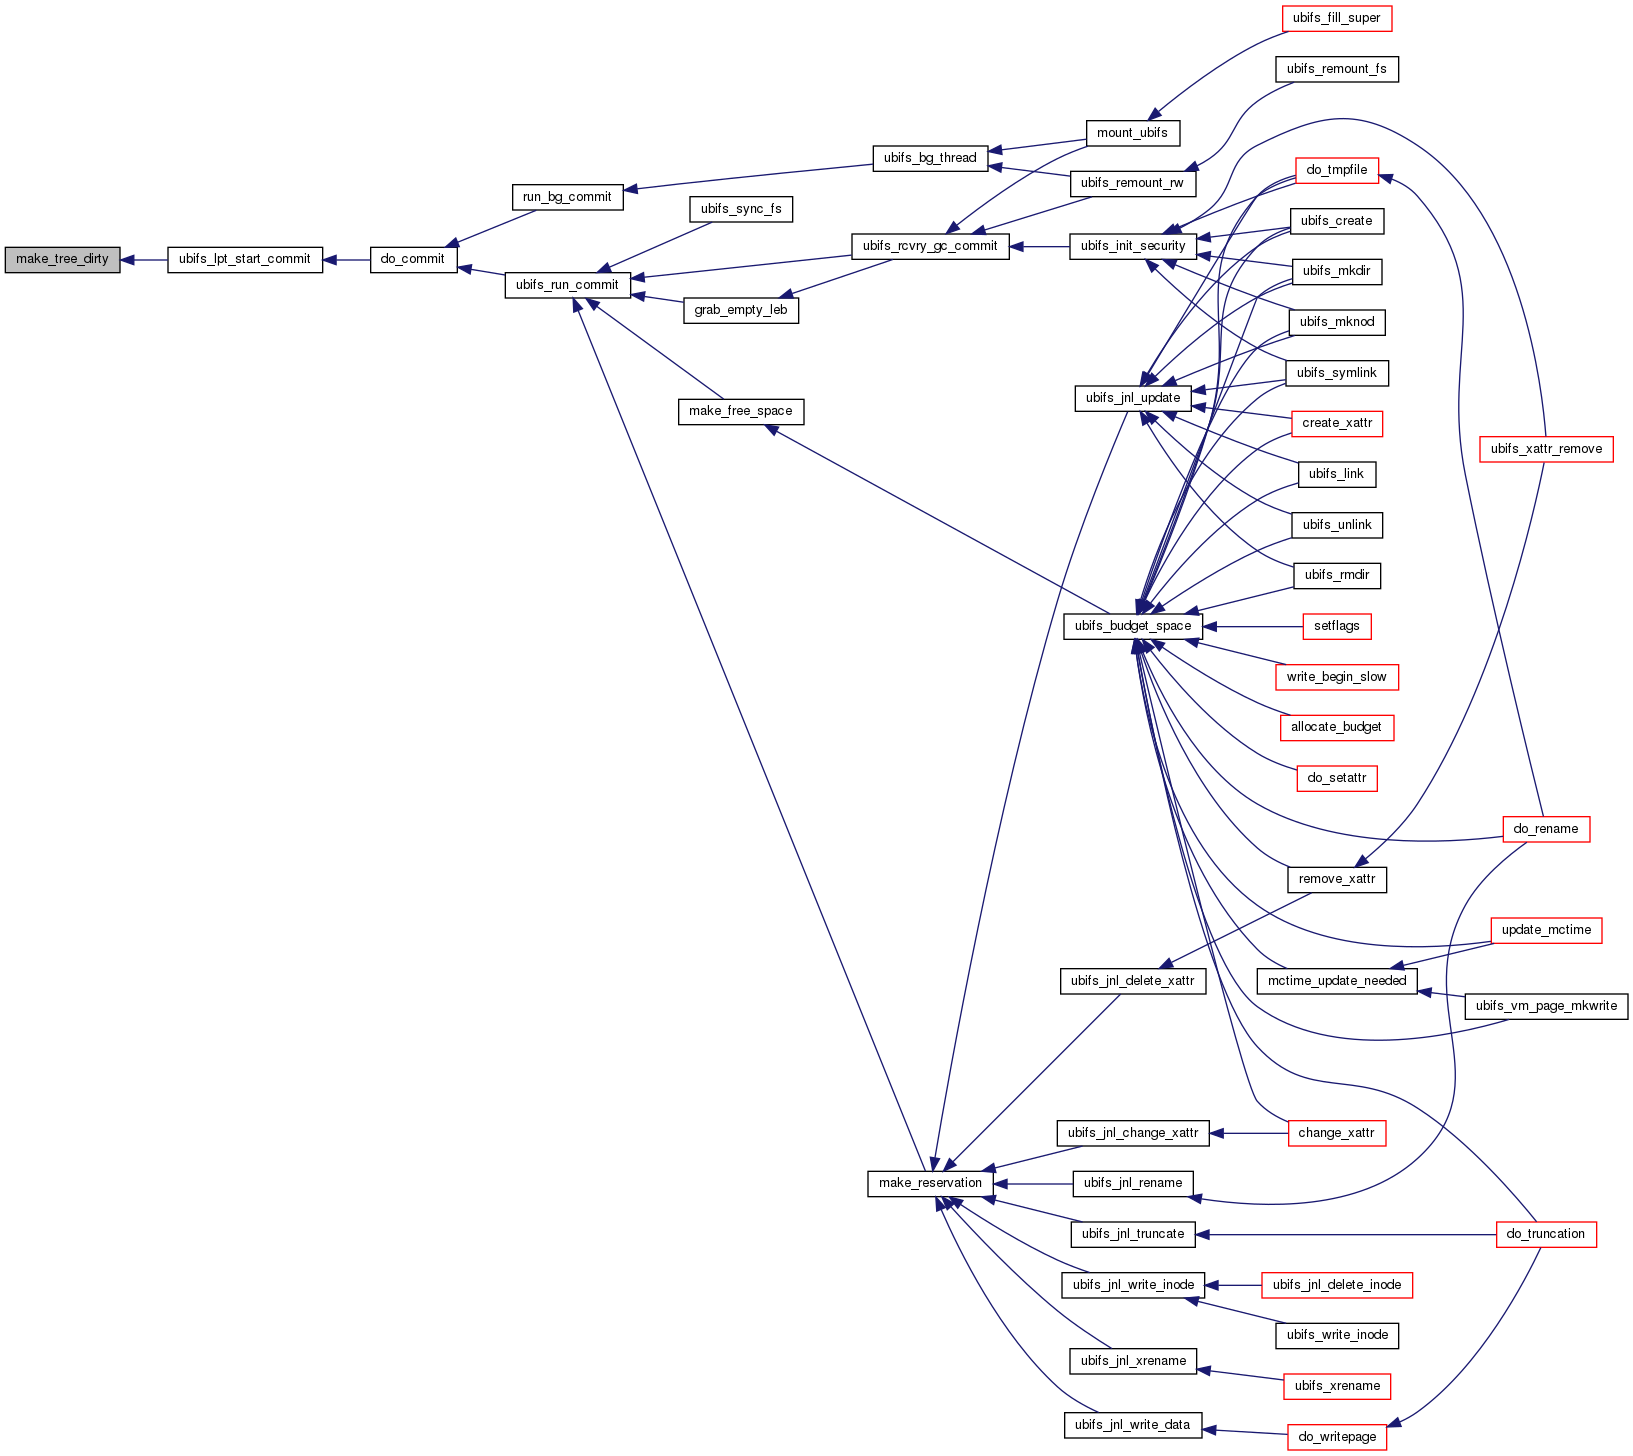 ubifs_fill_super
ubifs_remount_fs
mount_ubifs
ubifs_bg_thread
do_tmpfile
ubifs_remount_rw
run_bg_commit
ubifs_sync_fs
ubifs_create
make_tree_dirty
ubifs_lpt_start_commit
do_commit
ubifs_rcvry_gc_commit
ubifs_init_security
ubifs_mkdir
ubifs_run_commit
grab_empty_leb
ubifs_mknod
ubifs_symlink
ubifs_jnl_update
make_free_space
create_xattr
ubifs_xattr_remove
ubifs_link
ubifs_unlink
ubifs_rmdir
ubifs_budget_space
setflags
write_begin_slow
allocate_budget
do_setattr
do_rename
remove_xattr
update_mctime
ubifs_jnl_delete_xattr
mctime_update_needed
ubifs_vm_page_mkwrite
ubifs_jnl_change_xattr
change_xattr
make_reservation
ubifs_jnl_rename
ubifs_jnl_truncate
do_truncation
ubifs_jnl_write_inode
ubifs_jnl_delete_inode
ubifs_write_inode
ubifs_jnl_xrename
ubifs_xrename
ubifs_jnl_write_data
do_writepage